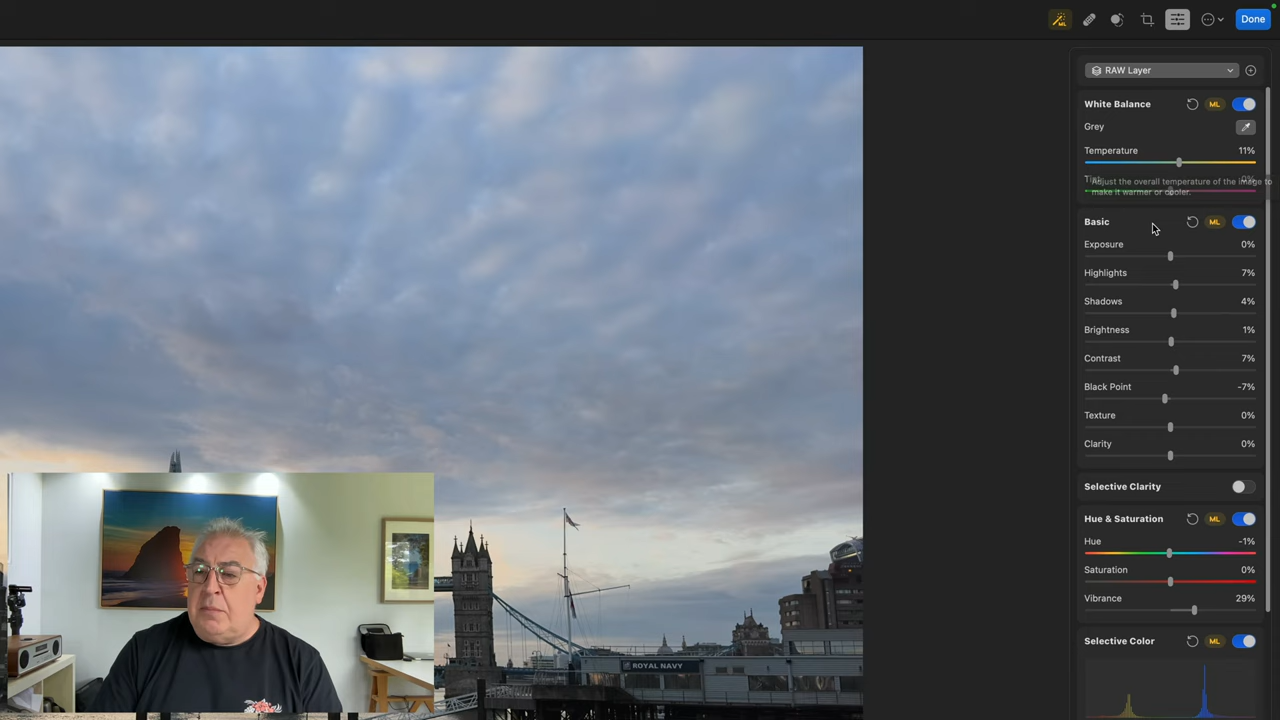 ML
Done
RAW Layer
White Balance
ML
Grey
Temperature 11%
Tint 0%
Adjust the overall temperature of the image to
make it warmer or cooler.
Basic
ML
Exposure 0%
Highlights 7%
Shadows 4%
Brightness 1%
Contrast 7%
Black Point -7%
Texture 0%
Clarity 0%
Selective Clarity
Hue & Saturation
ML
Hue -1%
Saturation 0%
Vibrance 29%
Selective Color
ML
ROYAL NAVY